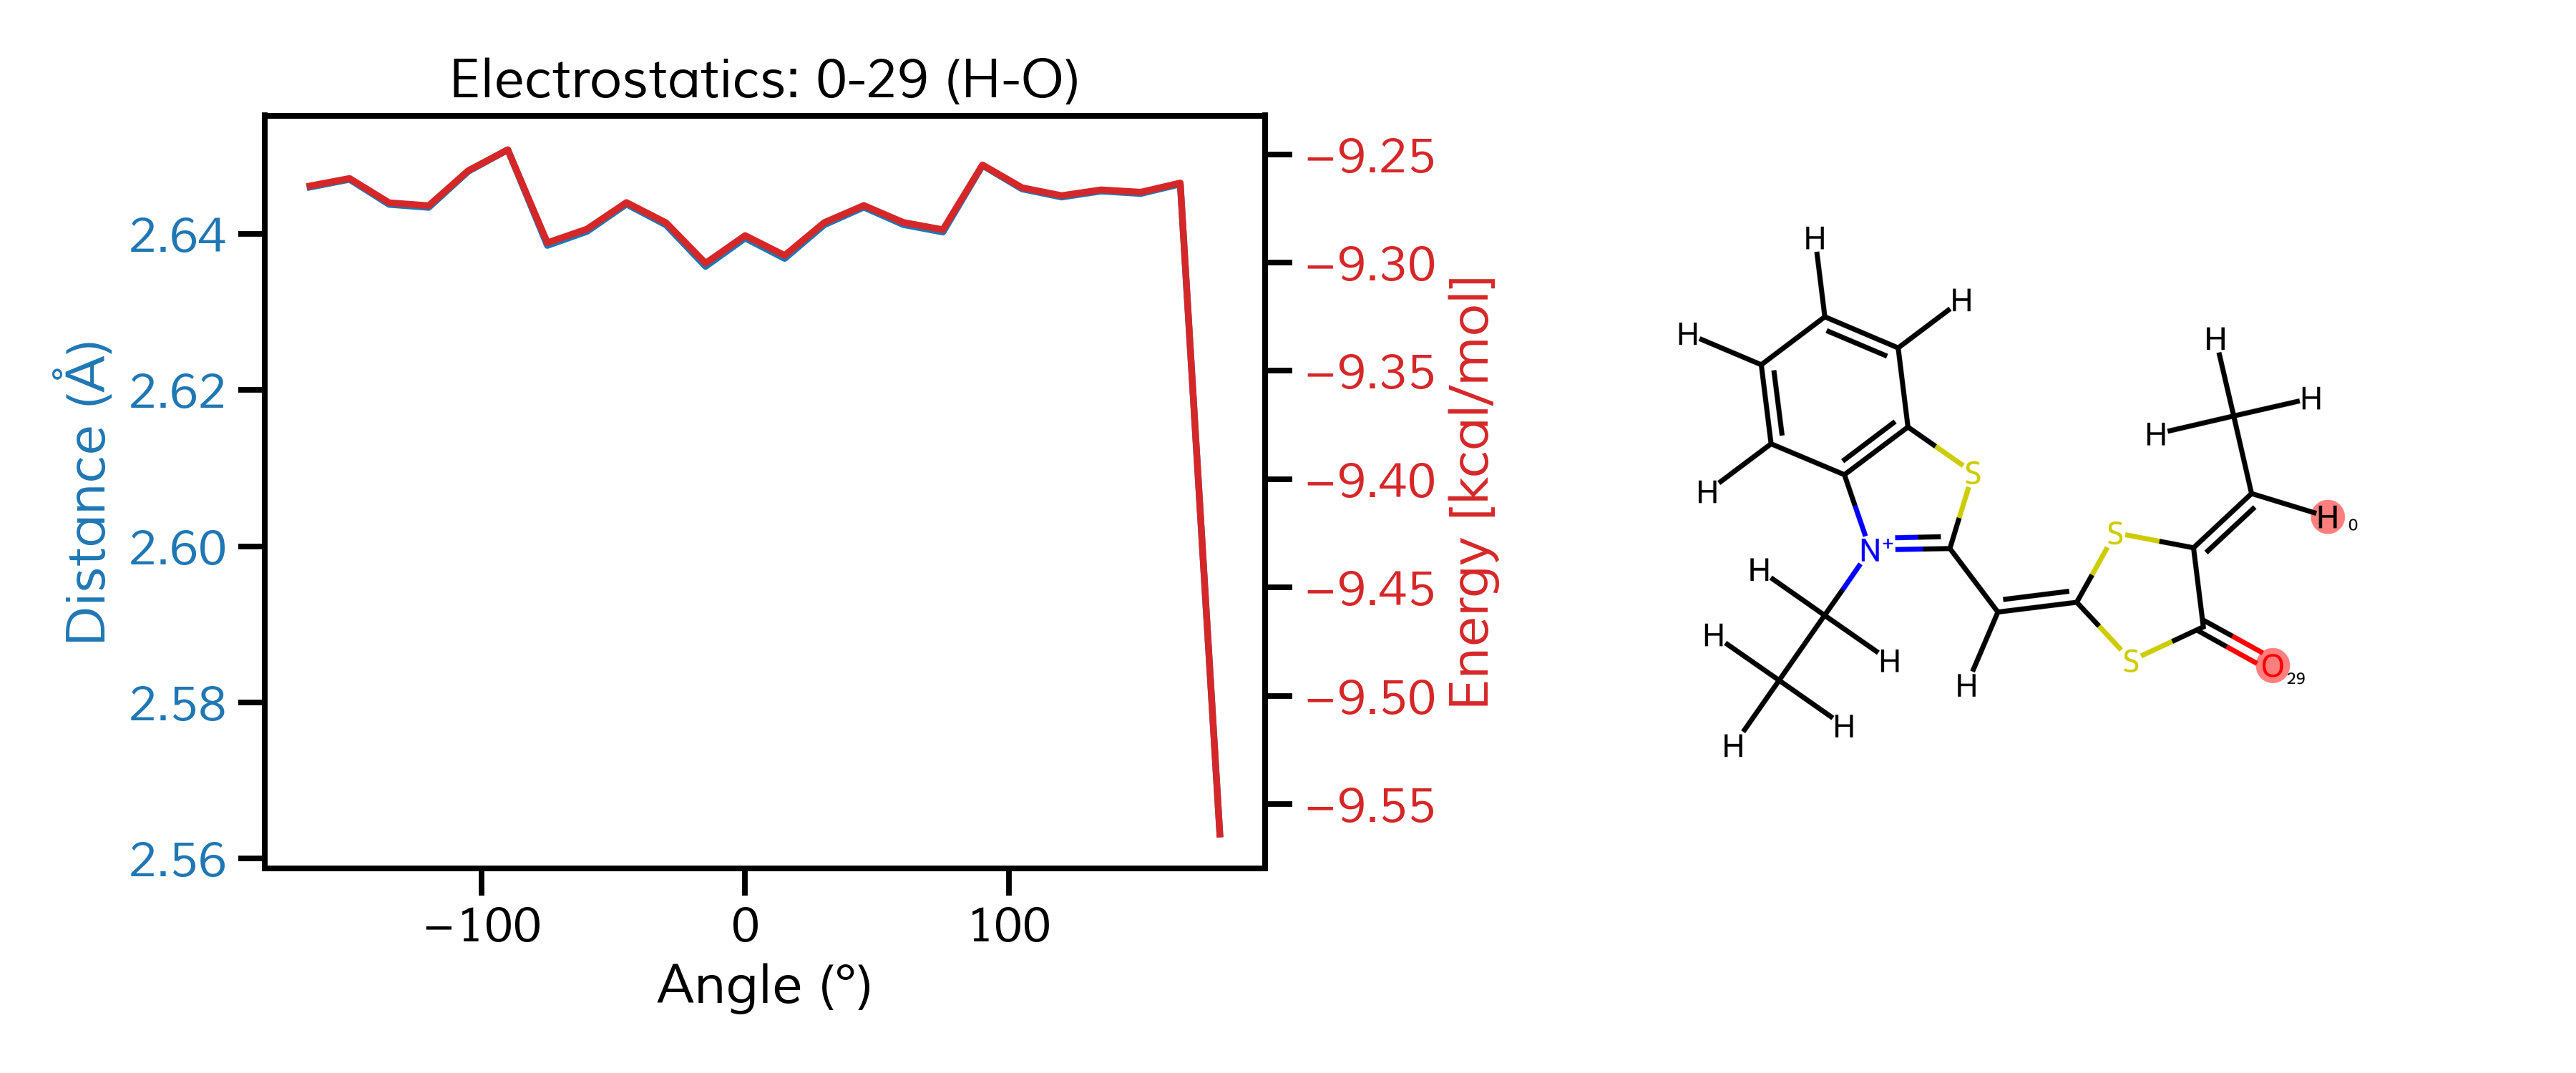 Electrostatics: 0-29 (H-O)
Distance (Å)
2.64
2.62
2.60
2.58
2.56
−100
0
100
Angle (°)
−9.25
−9.30
−9.35
−9.40
−9.45
−9.50
−9.55
Energy [kcal/mol]
H
H
H
H
H
H
H
S
H
H 0
S
N+
H
H
H
S
O 29
H
H
H